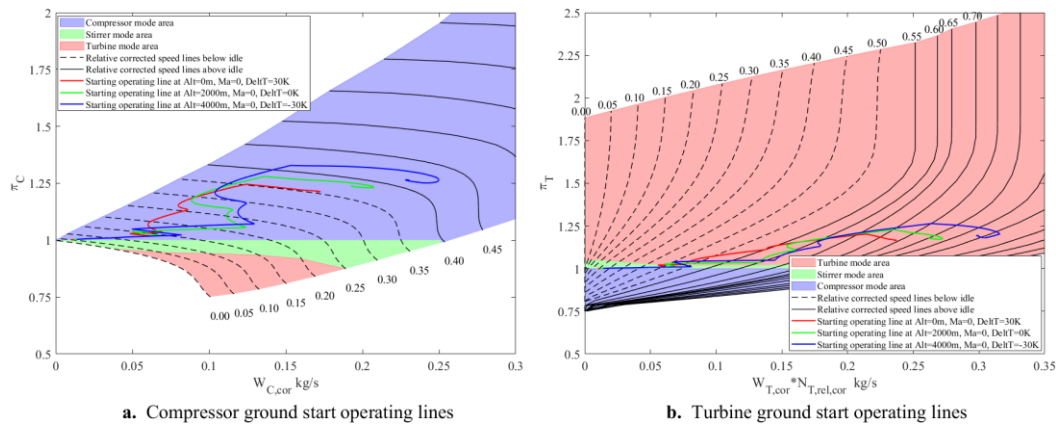 2
1.75
1.5
1.25
1
0.75
0.5
π_C
0
0.05
0.1
0.15
0.2
0.25
0.3
W_C,cor kg/s
Compressor mode area
Stirrer mode area
Turbine mode area
Relative corrected speed lines below idle
Relative corrected speed lines above idle
Starting operating line at Alt=0m, Ma=0, DeltT=30K
Starting operating line at Alt=2000m, Ma=0, DeltT=0K
Starting operating line at Alt=4000m, Ma=0, DeltT=-30K
0.00
0.05
0.10
0.15
0.20
0.25
0.30
0.35
0.40
0.45
a. Compressor ground start operating lines
2.5
2.25
2
1.75
1.5
1.25
1
0.75
0.5
π_T
0.00
0.05
0.10
0.15
0.20
0.25
0.30
0.35
0.40
0.45
0.50
0.55
0.60
0.65
0.70
Turbine mode area
Stirrer mode area
Compressor mode area
Relative corrected speed lines below idle
Relative corrected speed lines above idle
Starting operating line at Alt=0m, Ma=0, DeltT=30K
Starting operating line at Alt=2000m, Ma=0, DeltT=0K
Starting operating line at Alt=4000m, Ma=0, DeltT=-30K
0
0.05
0.1
0.15
0.2
0.25
0.3
0.35
W_T,cor*N_T,rel,cor kg/s
b. Turbine ground start operating lines